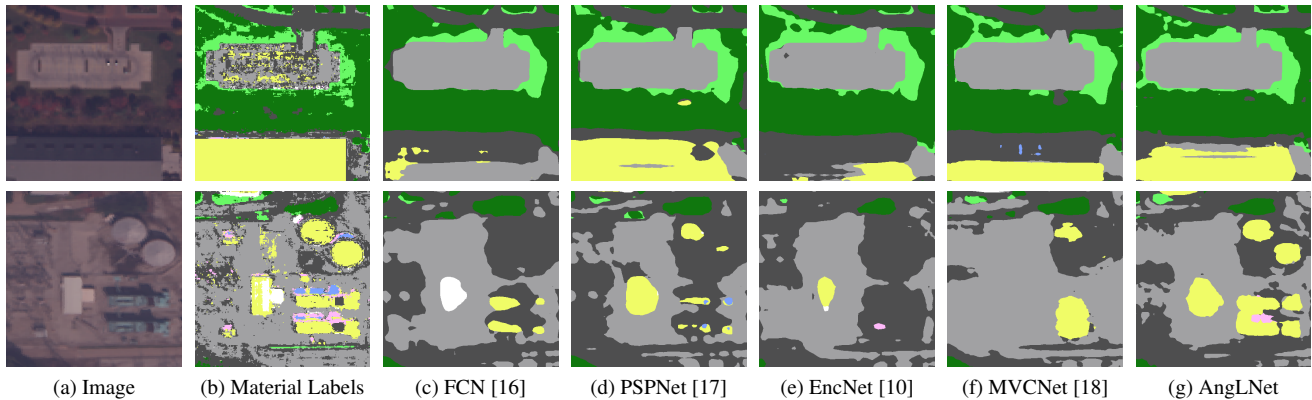 (a) Image (b) Material Labels (c) FCN [16] (d) PSPNet [17] (e) EncNet [10] (f) MVCNet [18] (g) AngLNet